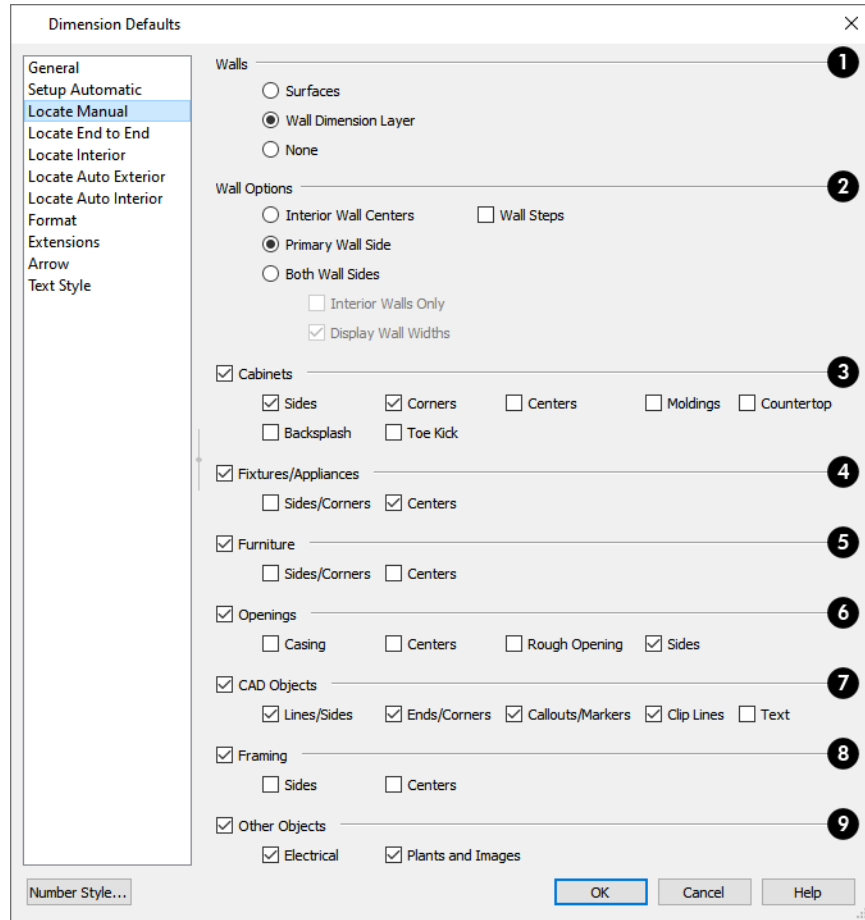 Dimension Defaults
General
Setup Automatic
Locate Manual
Locate End to End
Locate Interior
Locate Auto Exterior
Locate Auto Interior
Format
Extensions
Arrow
Text Style
Walls 1
Surfaces
Wall Dimension Layer
None
Wall Options 2
Interior Wall Centers Wall Steps
Primary Wall Side
Both Wall Sides
Interior Walls Only
Display Wall Widths
Cabinets 3
Sides Corners Centers Moldings Countertop
Backsplash Toe Kick
Fixtures/Appliances 4
Sides/Corners Centers
Furniture 5
Sides/Corners Centers
Openings 6
Casing Centers Rough Opening Sides
CAD Objects 7
Lines/Sides Ends/Corners Callouts/Markers Clip Lines Text
Framing 8
Sides Centers
Other Objects 9
Electrical Plants and Images
Number Style... OK Cancel Help